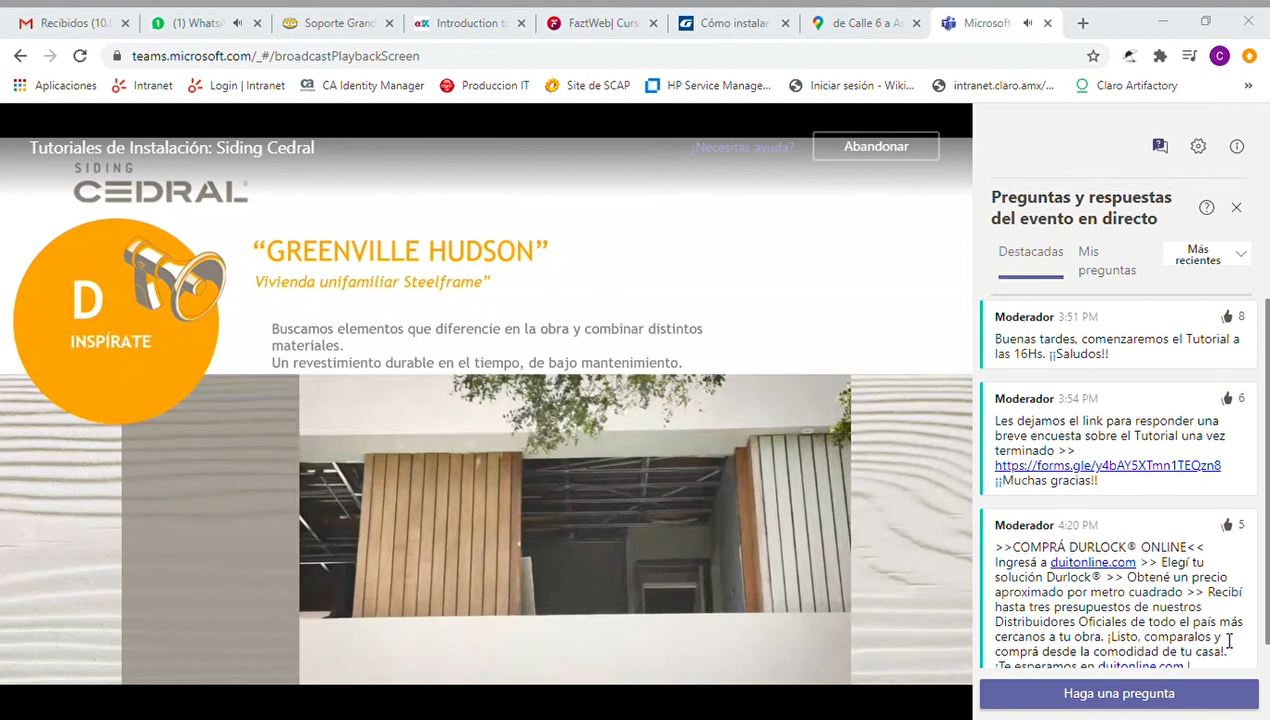 Recibidos (10.
(1) Whats
Soporte Gran
Introduction to
FaztWeb| Curs
Cómo instalar
de Calle 6 a As
Microsoft
teams.microsoft.com/_#/broadcastPlaybackScreen
C
Aplicaciones
Intranet
Login | Intranet
CA Identity Manager
Produccion IT
Site de SCAP
HP Service Manage...
Iniciar sesión - Wiki...
intranet.claro.amx/...
Claro Artifactory
»
Tutoriales de Instalación: Siding Cedral
¿Necesitas ayuda?
Abandonar
SIDING
CEDRAL
D
INSPÍRATE
“GREENVILLE HUDSON”
Vivienda unifamiliar Steelframe”
Buscamos elementos que diferencie en la obra y combinar distintos
materiales.
Un revestimiento durable en el tiempo, de bajo mantenimiento.
Preguntas y respuestas
del evento en directo
Destacadas
Mis
preguntas
Más
recientes
Moderador 3:51 PM
8
Buenas tardes, comenzaremos el Tutorial a
las 16Hs. ¡¡Saludos!!
Moderador 3:54 PM
6
Les dejamos el link para responder una
breve encuesta sobre el Tutorial una vez
terminado >>
https://forms.gle/y4bAY5XTmn1TEQzn8
¡¡Muchas gracias!!
Moderador 4:20 PM
5
>>COMPRÁ DURLOCK® ONLINE<<
Ingresá a duitonline.com >> Elegí tu
solución Durlock® >> Obtené un precio
aproximado por metro cuadrado >> Recibí
hasta tres presupuestos de nuestros
Distribuidores Oficiales de todo el país más
cercanos a tu obra. ¡Listo, comparalos y
comprá desde la comodidad de tu casa!.
¡Te esperamos en duitonline.com |
Haga una pregunta